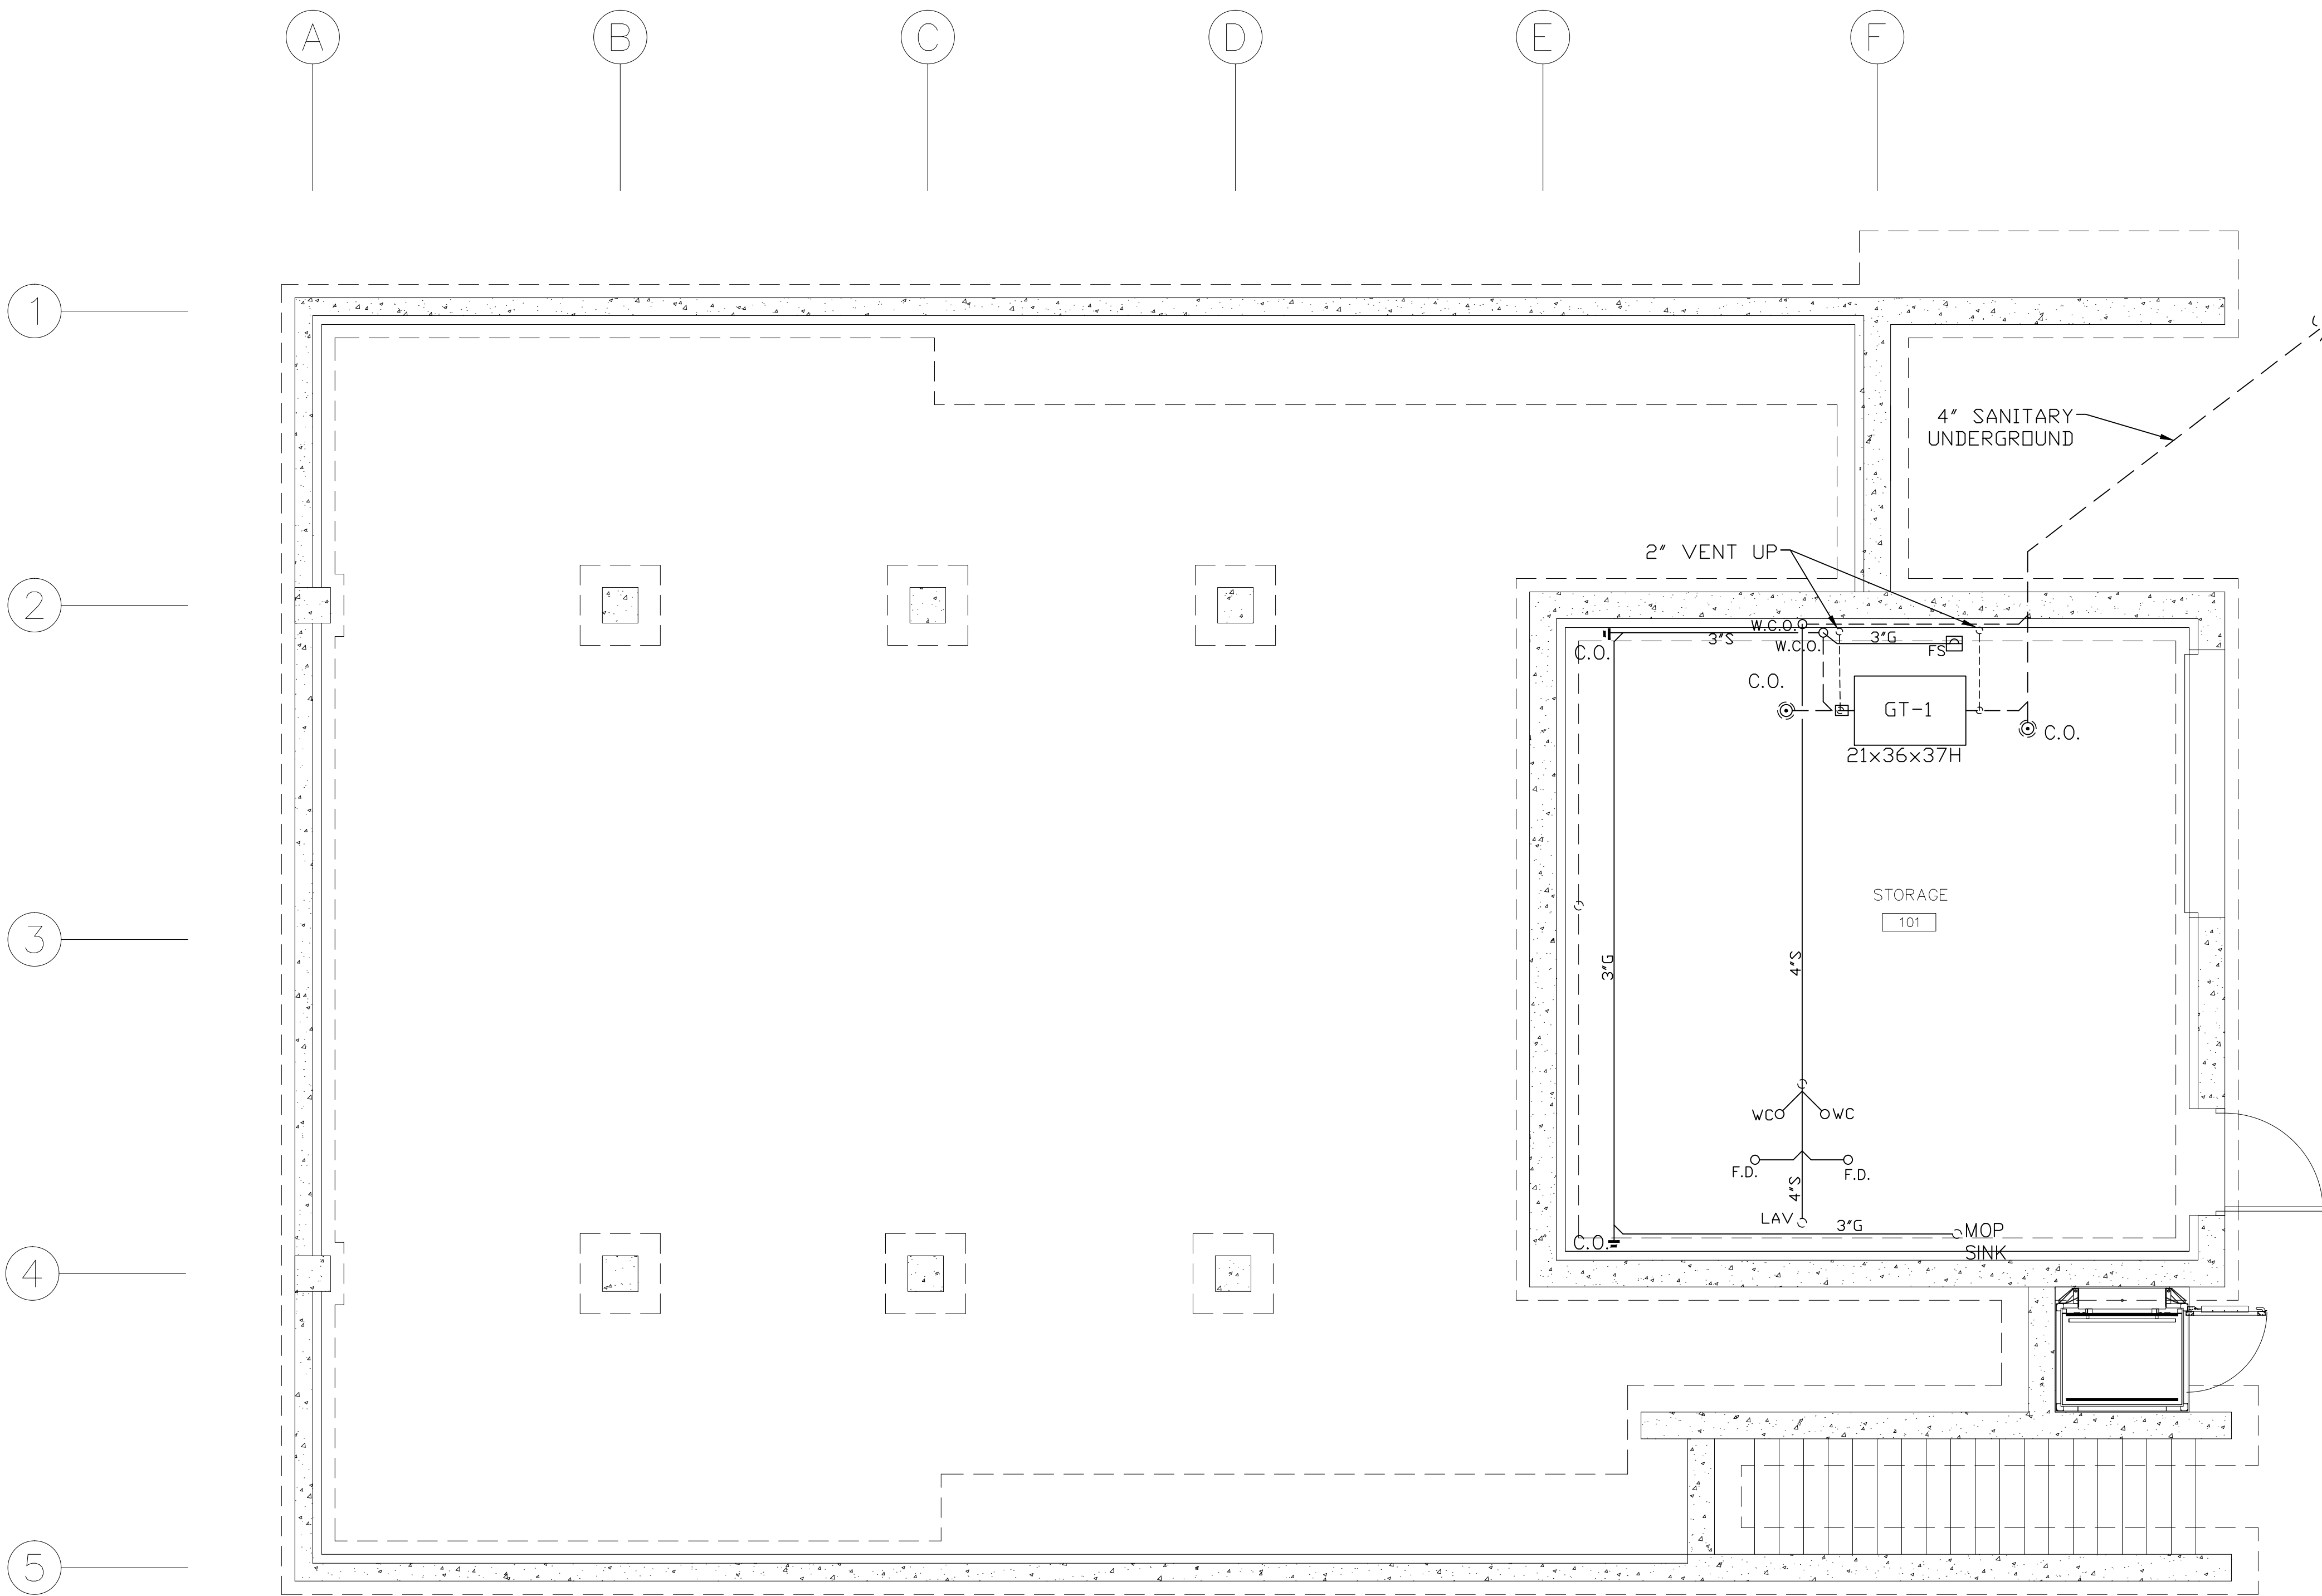 A
B
C
D
E
F
1
4" SANITARY
UNDERGROUND
2" VENT UP
2
W.C.O.
3"S
W.C.O.
3"G
FS
C.O.
C.O.
GT-1
C.O.
21x36x37H
STORAGE
101
3
3"G
4"S
WC
WC
F.D.
F.D.
4"S
LAV
3"G
MOP
SINK
C.O.
4
5